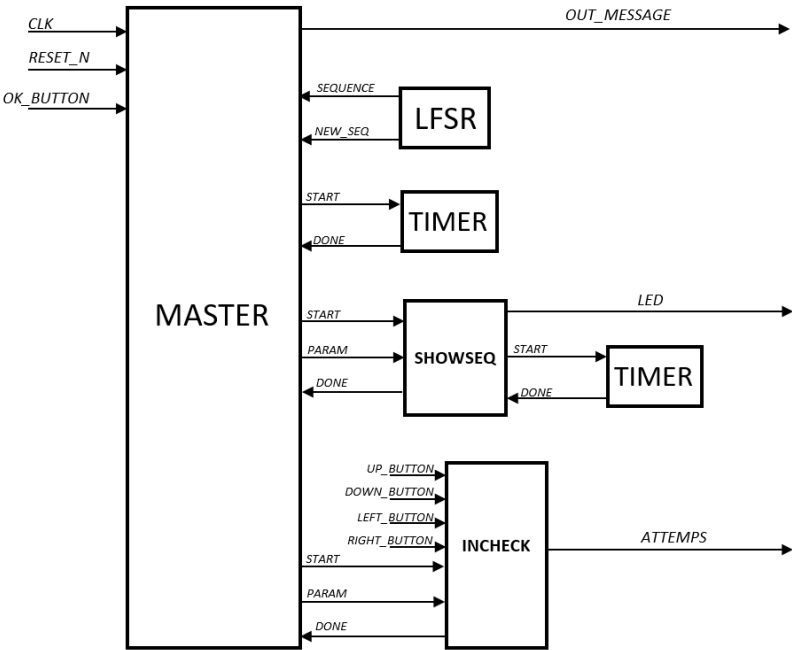 CLK
OUT_MESSAGE
RESET_N
OK_BUTTON
SEQUENCE
LFSR
NEW_SEQ
START
TIMER
DONE
MASTER
LED
START
PARAM
SHOWSEQ
START
TIMER
DONE
DONE
UP_BUTTON
DOWN_BUTTON
LEFT_BUTTON
RIGHT_BUTTON
INCHECK
ATTEMPS
START
PARAM
DONE